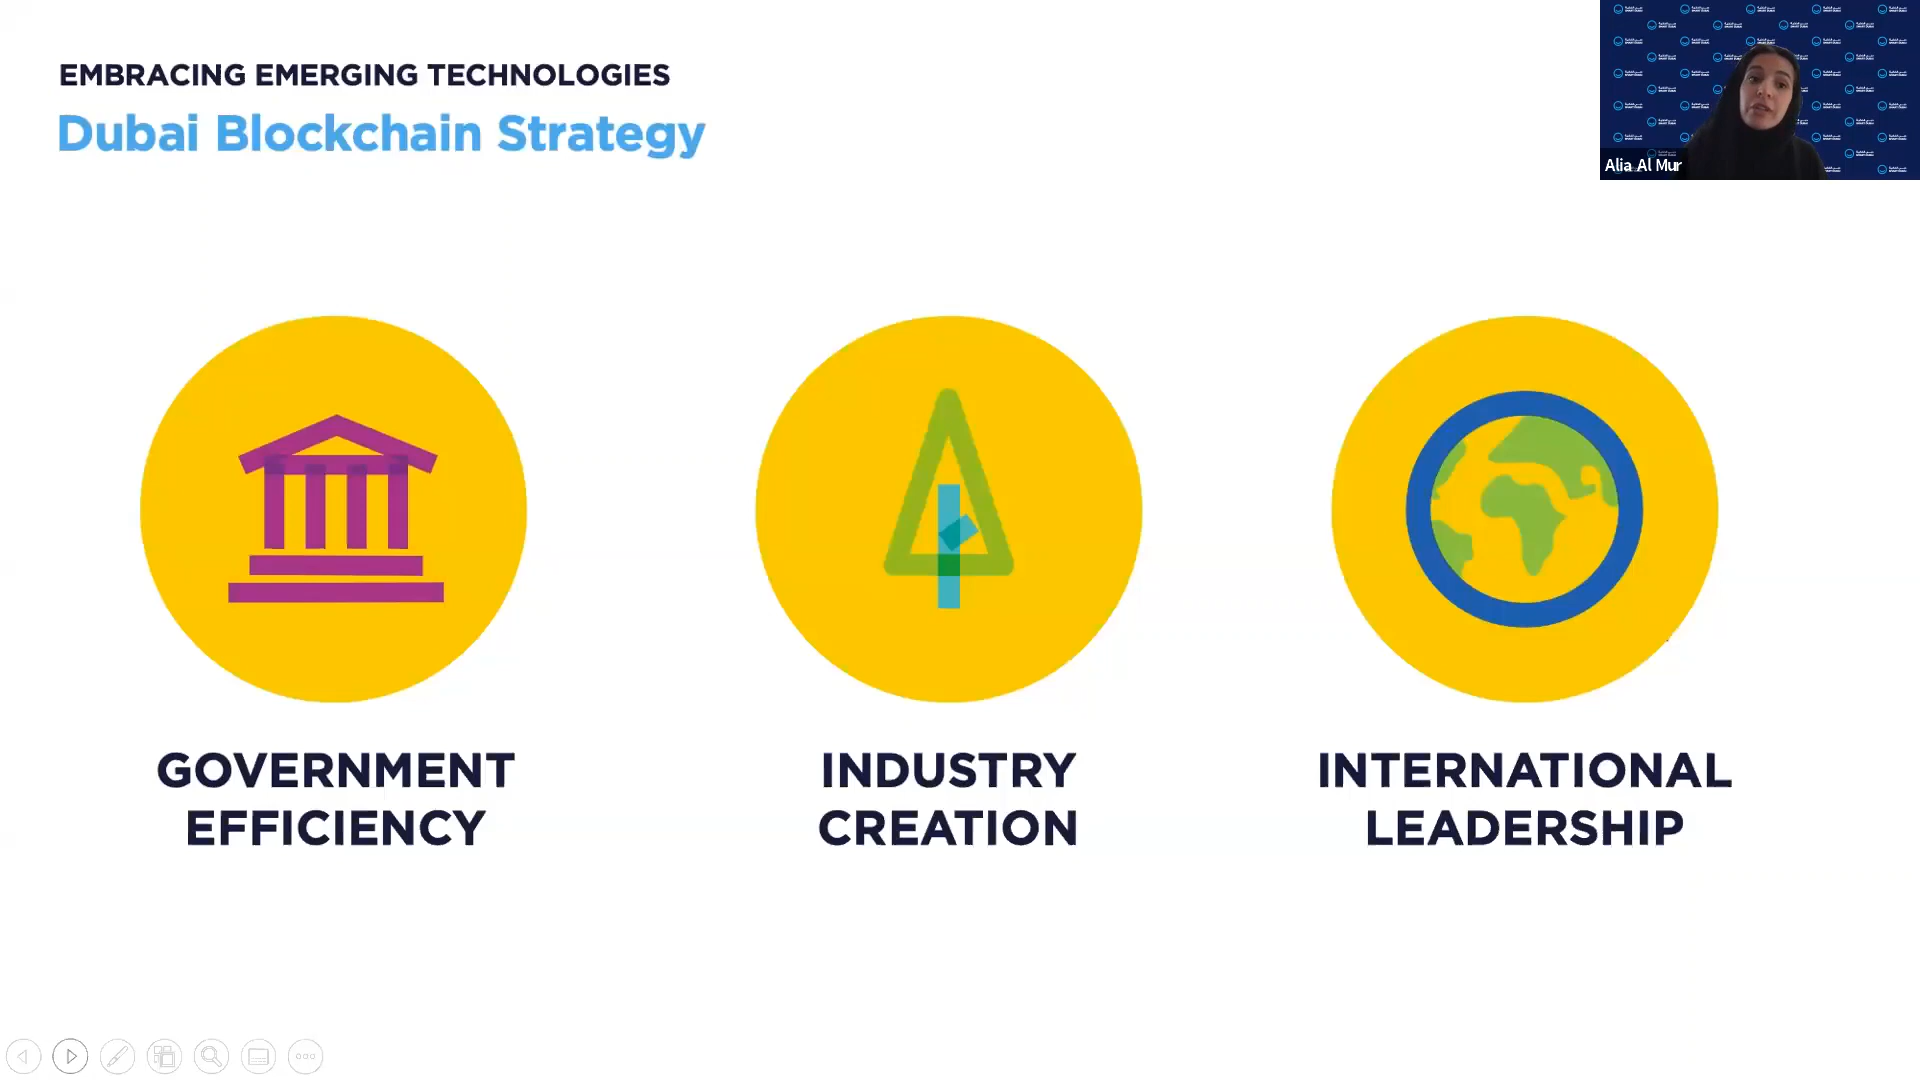 EMBRACING EMERGING TECHNOLOGIES
Dubai Blockchain Strategy
Alia Al Mur
GOVERNMENT
EFFICIENCY
INDUSTRY
CREATION
INTERNATIONAL
LEADERSHIP